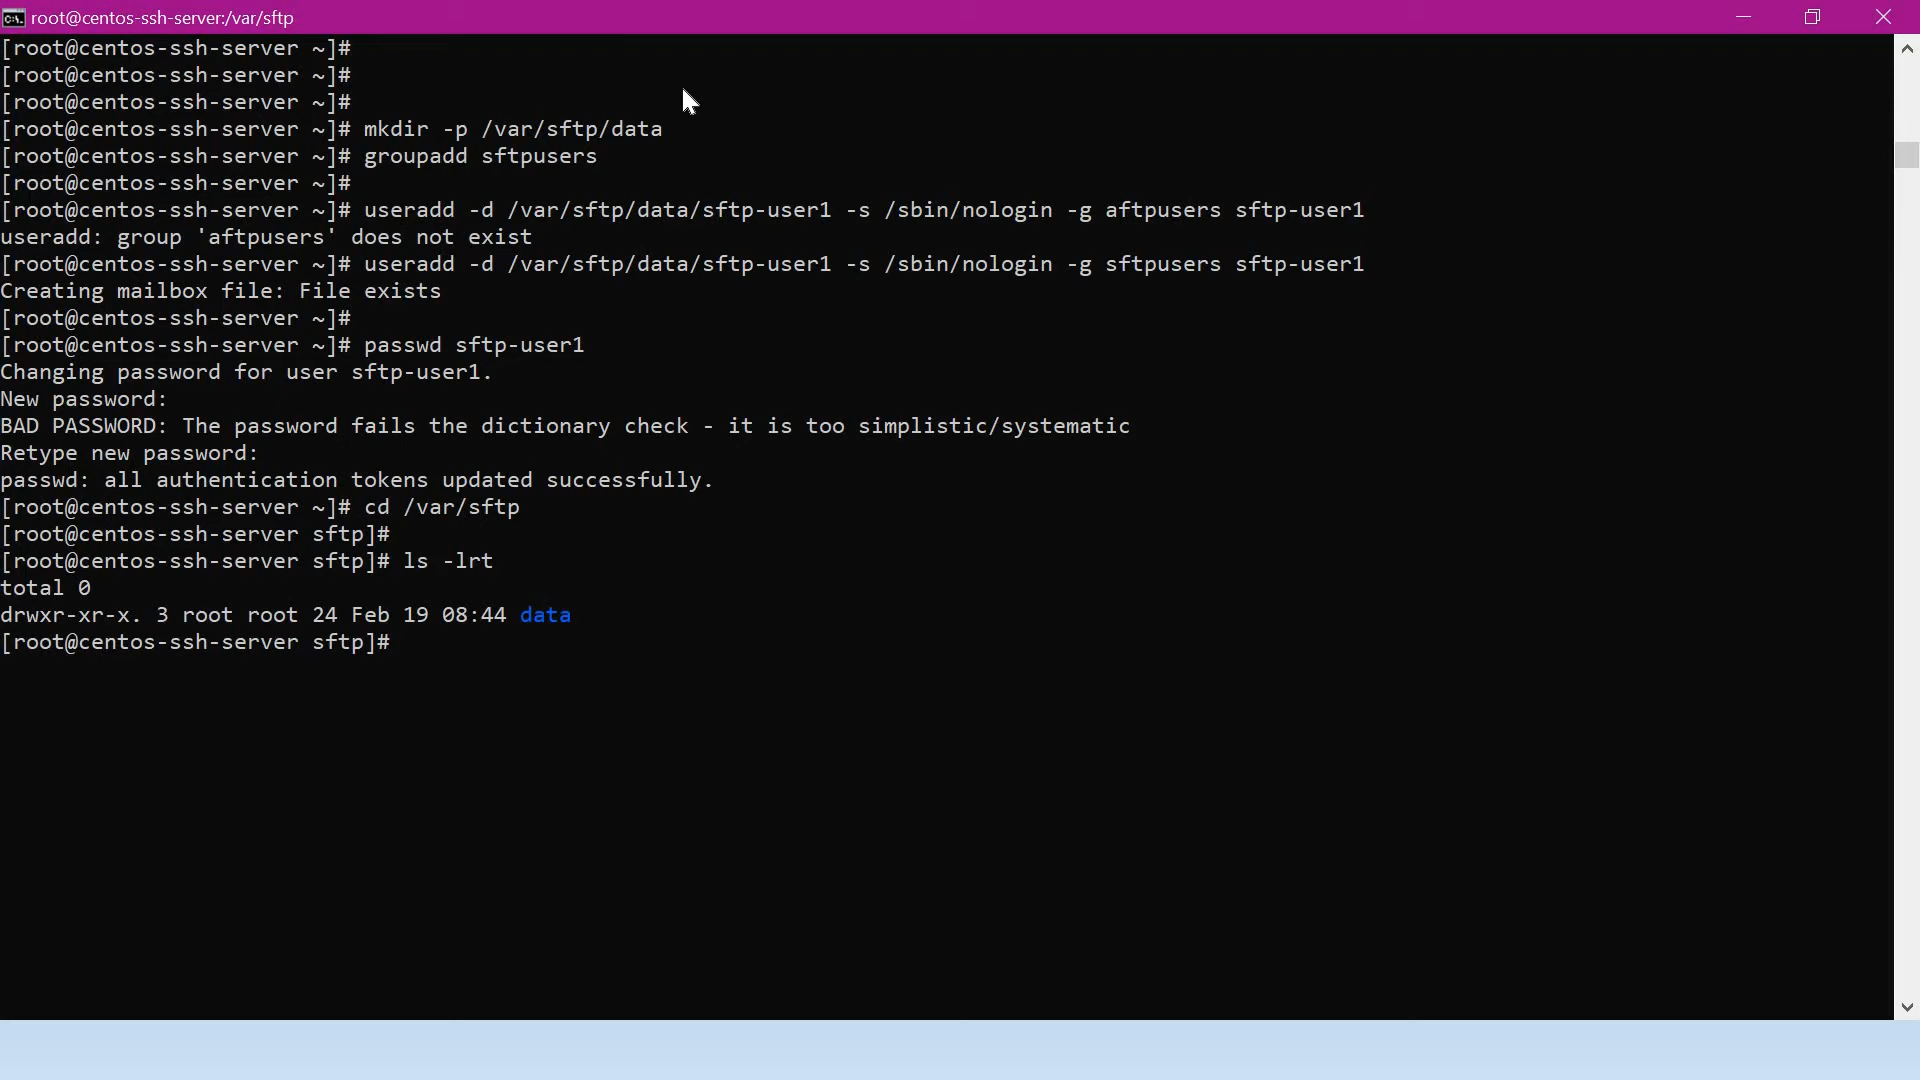 root@centos-ssh-server:/var/sftp
[root@centos-ssh-server ~]#
[root@centos-ssh-server ~]#
[root@centos-ssh-server ~]#
[root@centos-ssh-server ~]# mkdir -p /var/sftp/data
[root@centos-ssh-server ~]# groupadd sftpusers
[root@centos-ssh-server ~]#
[root@centos-ssh-server ~]# useradd -d /var/sftp/data/sftp-user1 -s /sbin/nologin -g aftpusers sftp-user1
useradd: group 'aftpusers' does not exist
[root@centos-ssh-server ~]# useradd -d /var/sftp/data/sftp-user1 -s /sbin/nologin -g sftpusers sftp-user1
Creating mailbox file: File exists
[root@centos-ssh-server ~]#
[root@centos-ssh-server ~]# passwd sftp-user1
Changing password for user sftp-user1.
New password:
BAD PASSWORD: The password fails the dictionary check - it is too simplistic/systematic
Retype new password:
passwd: all authentication tokens updated successfully.
[root@centos-ssh-server ~]# cd /var/sftp
[root@centos-ssh-server sftp]#
[root@centos-ssh-server sftp]# ls -lrt
total 0
drwxr-xr-x. 3 root root 24 Feb 19 08:44 data
[root@centos-ssh-server sftp]#